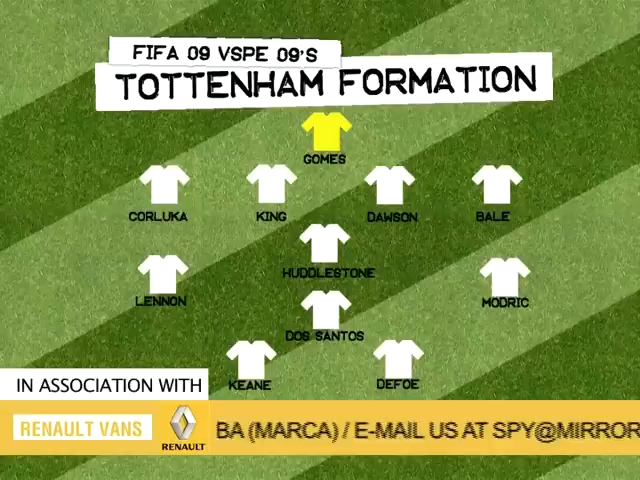 FIFA 09 VSPE 09'S
TOTTENHAM FORMATION
GOMES
CORLUKA KING DAWSON BALE
HUDDLESTONE
LENNON MODRIC
DOS SANTOS
KEANE DEFOE
IN ASSOCIATION WITH
RENAULT VANS
RENAULT
BA (MARCA) / E-MAIL US AT SPY@MIRROR